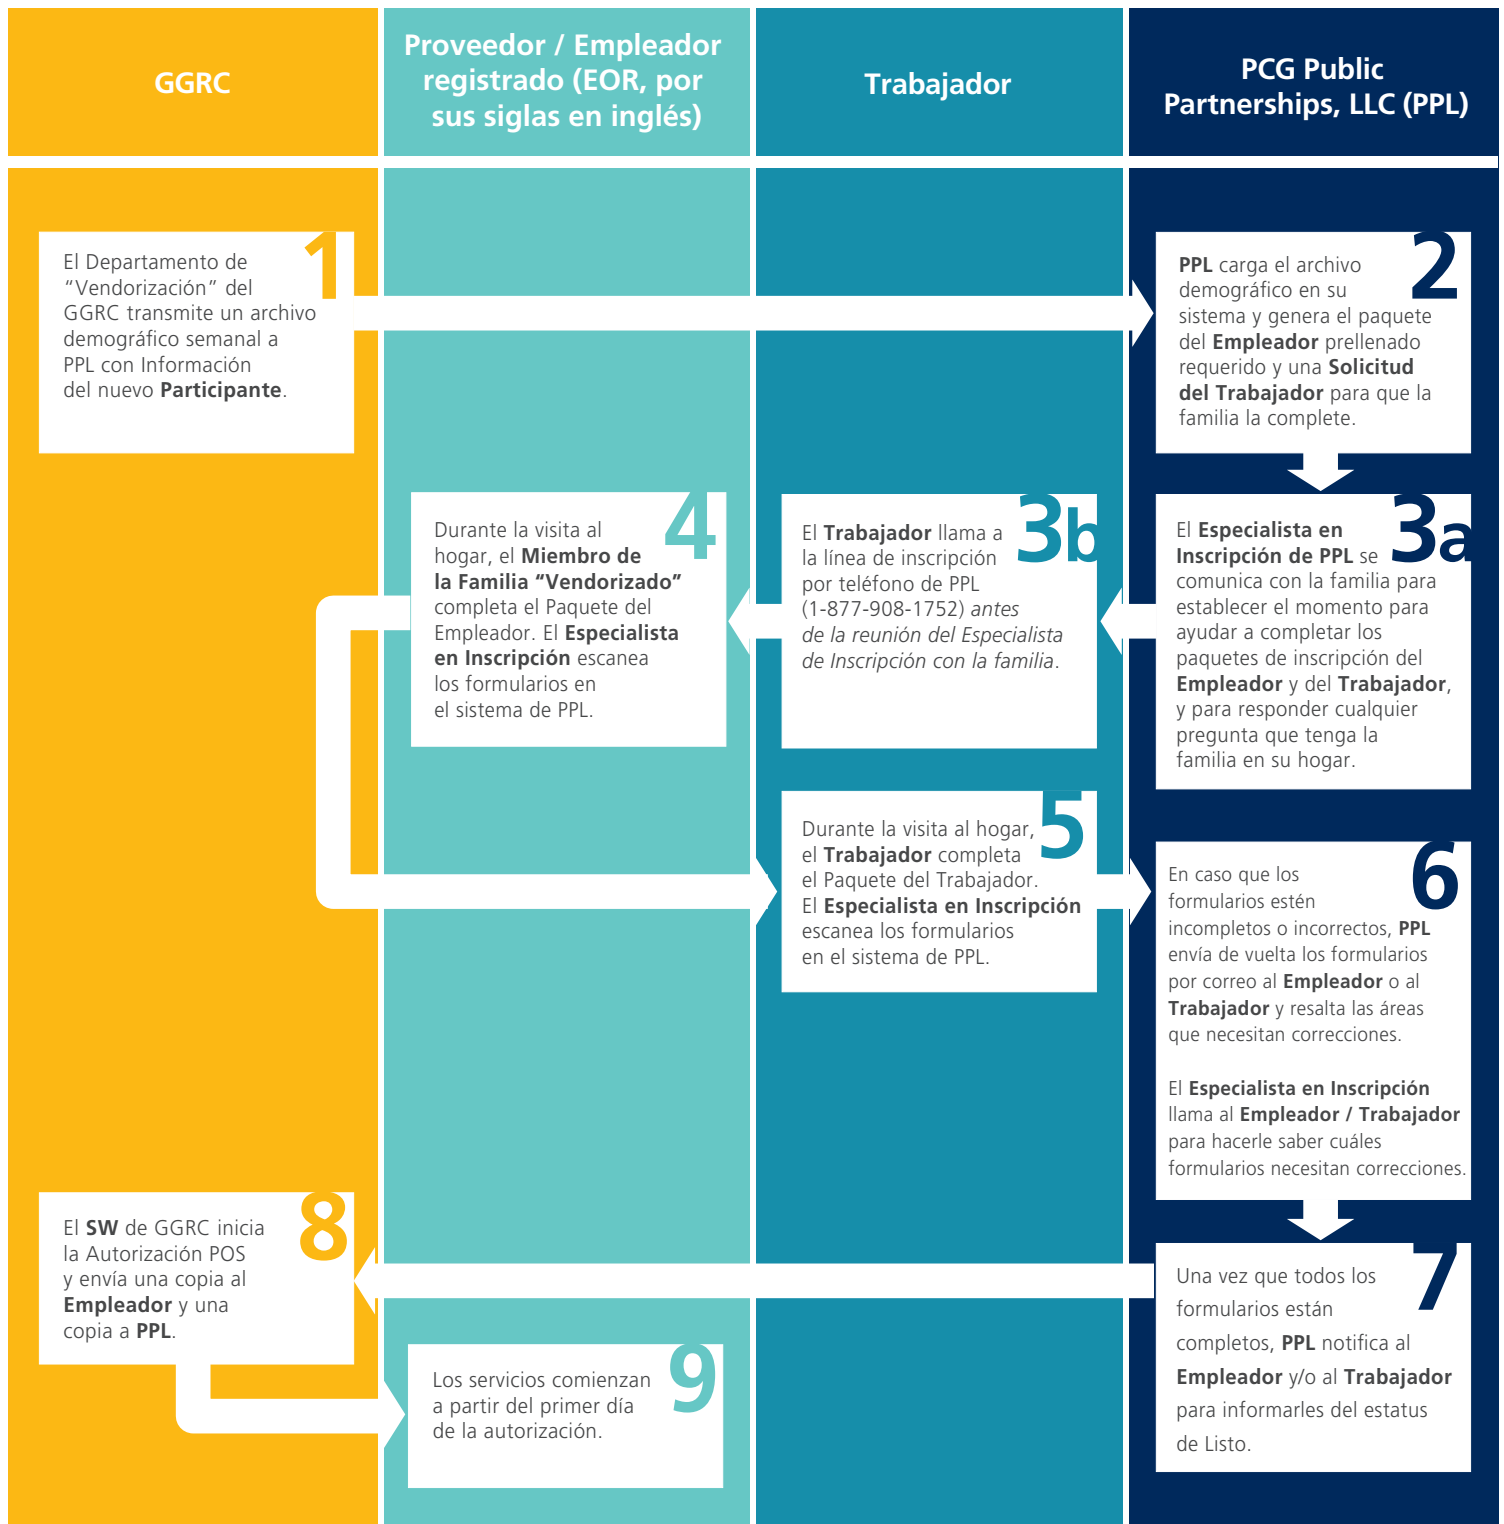 GGRC
Proveedor / Empleador
registrado (EOR, por
sus siglas en inglés)
Trabajador
PCG Public
Partnerships, LLC (PPL)
1
El Departamento de
“Vendorización” del
GGRC transmite un archivo
demográfico semanal a
PPL con Información
del nuevo Participante.
2
PPL carga el archivo
demográfico en su
sistema y genera el paquete
del Empleador prellenado
requerido y una Solicitud
del Trabajador para que la
familia la complete.
3a
El Especialista en
Inscripción de PPL se
comunica con la familia para
establecer el momento para
ayudar a completar los
paquetes de inscripción del
Empleador y del Trabajador,
y para responder cualquier
pregunta que tenga la
familia en su hogar.
3b
El Trabajador llama a
la línea de inscripción
por teléfono de PPL
(1-877-908-1752) antes
de la reunión del Especialista
de Inscripción con la familia.
4
Durante la visita al
hogar, el Miembro de
la Familia “Vendorizado”
completa el Paquete del
Empleador. El Especialista
en Inscripción escanea
los formularios en
el sistema de PPL.
5
Durante la visita al hogar,
el Trabajador completa
el Paquete del Trabajador.
El Especialista en Inscripción
escanea los formularios
en el sistema de PPL.
6
En caso que los
formularios estén
incompletos o incorrectos, PPL
envía de vuelta los formularios
por correo al Empleador o al
Trabajador y resalta las áreas
que necesitan correcciones.
El Especialista en Inscripción
llama al Empleador / Trabajador
para hacerle saber cuáles
formularios necesitan correcciones.
7
Una vez que todos los
formularios están
completos, PPL notifica al
Empleador y/o al Trabajador
para informarles del estatus
de Listo.
8
El SW de GGRC inicia
la Autorización POS
y envía una copia al
Empleador y una
copia a PPL.
9
Los servicios comienzan
a partir del primer día
de la autorización.